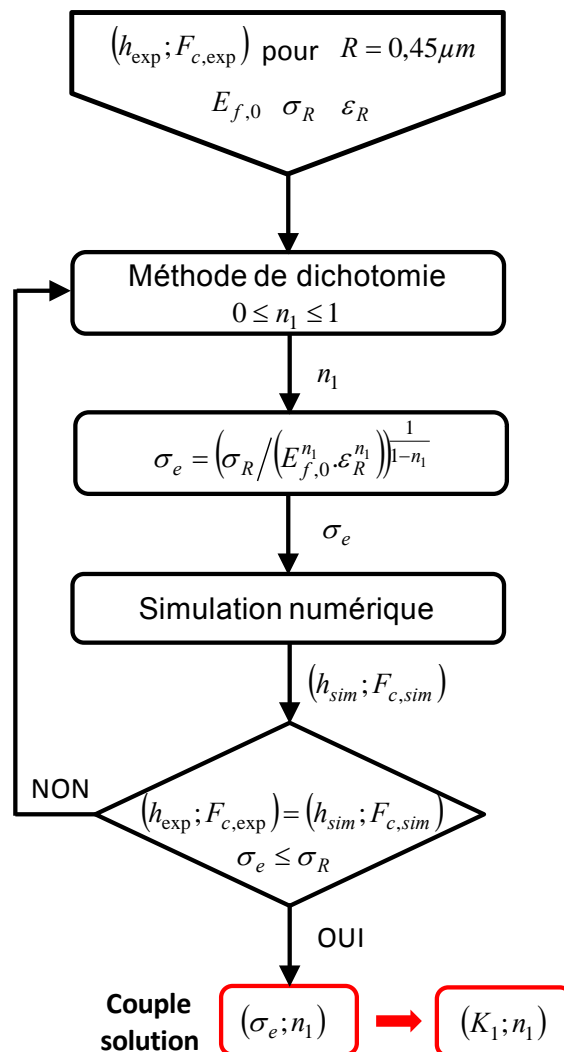 (h_exp ; F_c,exp) pour R = 0,45µm
E_f,0 σ_R ε_R
Méthode de dichotomie
0 ≤ n_1 ≤ 1
n_1
σ_e = (σ_R / (E_f,0^n_1 . ε_R^n_1))^(1/(1−n_1))
σ_e
Simulation numérique
(h_sim ; F_c,sim)
NON
(h_exp ; F_c,exp) = (h_sim ; F_c,sim)
σ_e ≤ σ_R
OUI
Couple solution
(σ_e ; n_1)
(K_1 ; n_1)